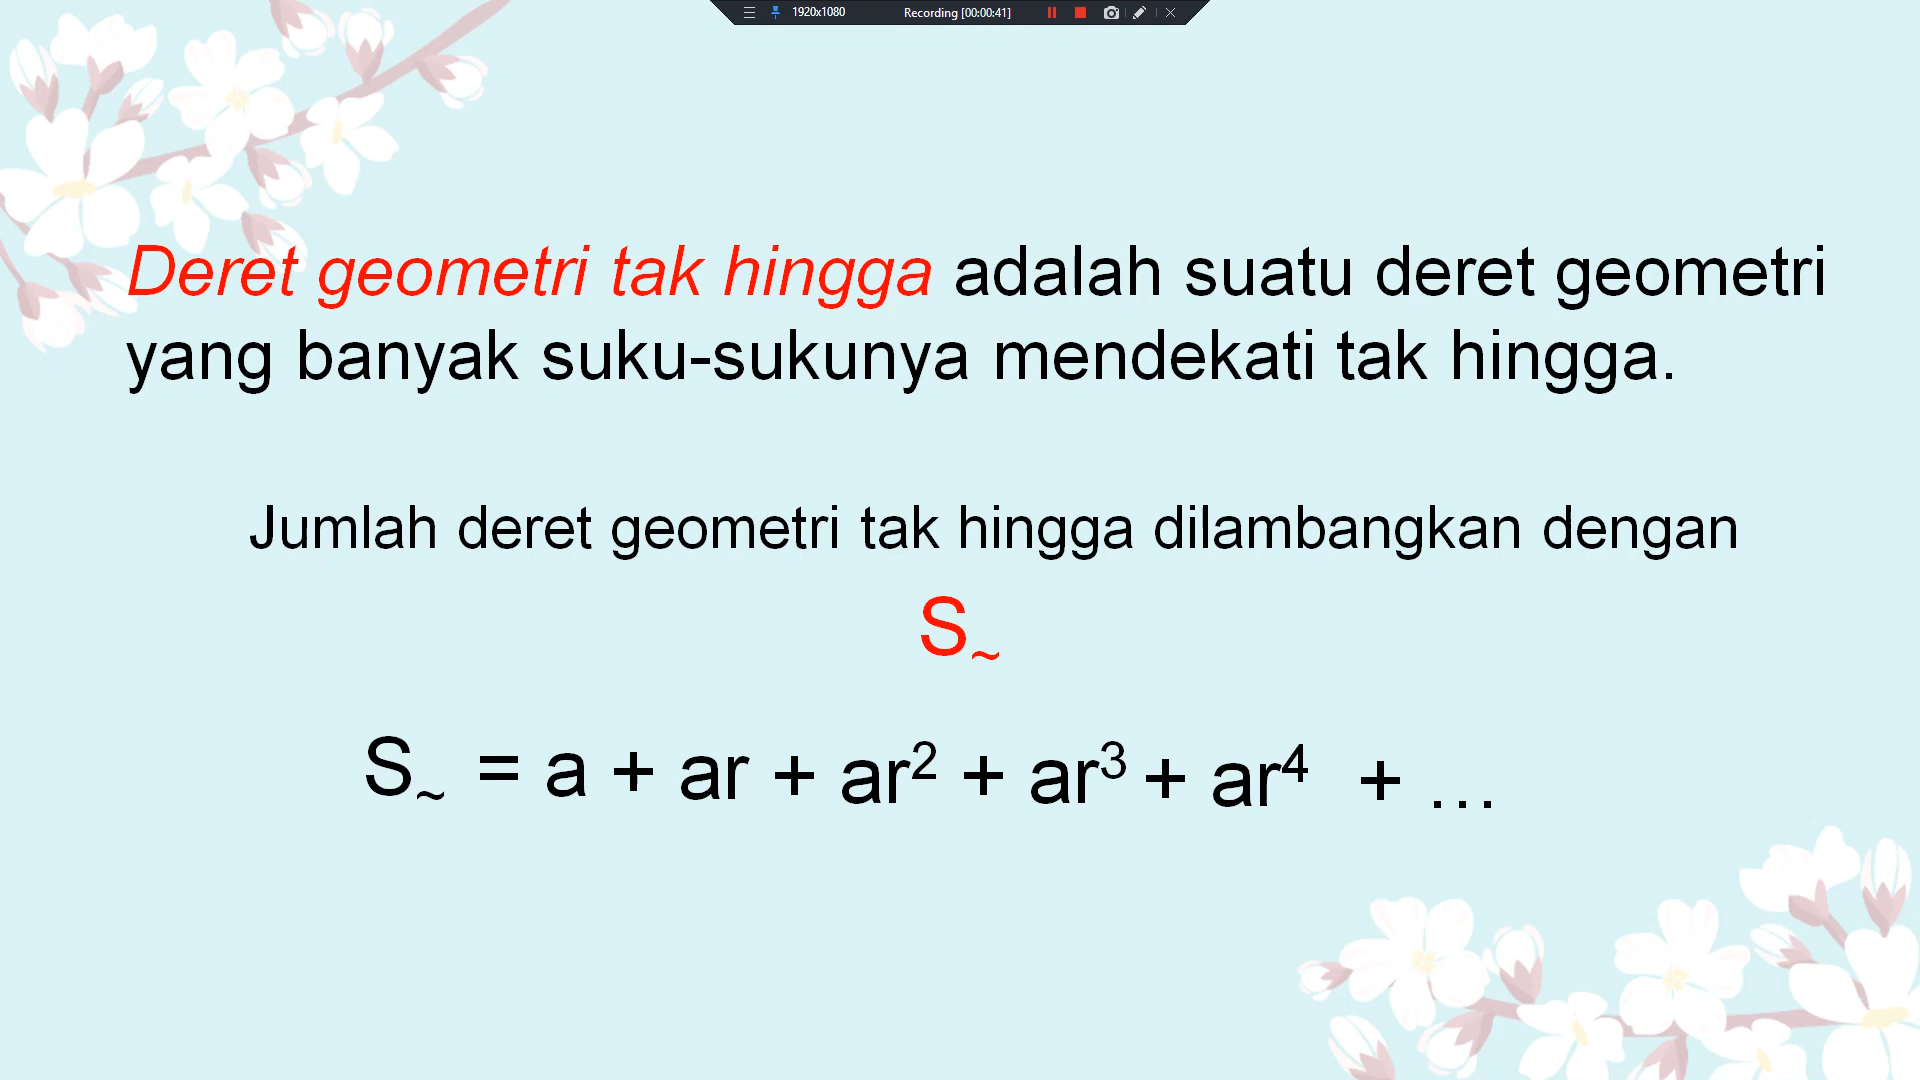 1920x1080 Recording [00:00:41]
Deret geometri tak hingga adalah suatu deret geometri
yang banyak suku-sukunya mendekati tak hingga.
Jumlah deret geometri tak hingga dilambangkan dengan
S~
S~ = a + ar + ar² + ar³ + ar⁴ + ...